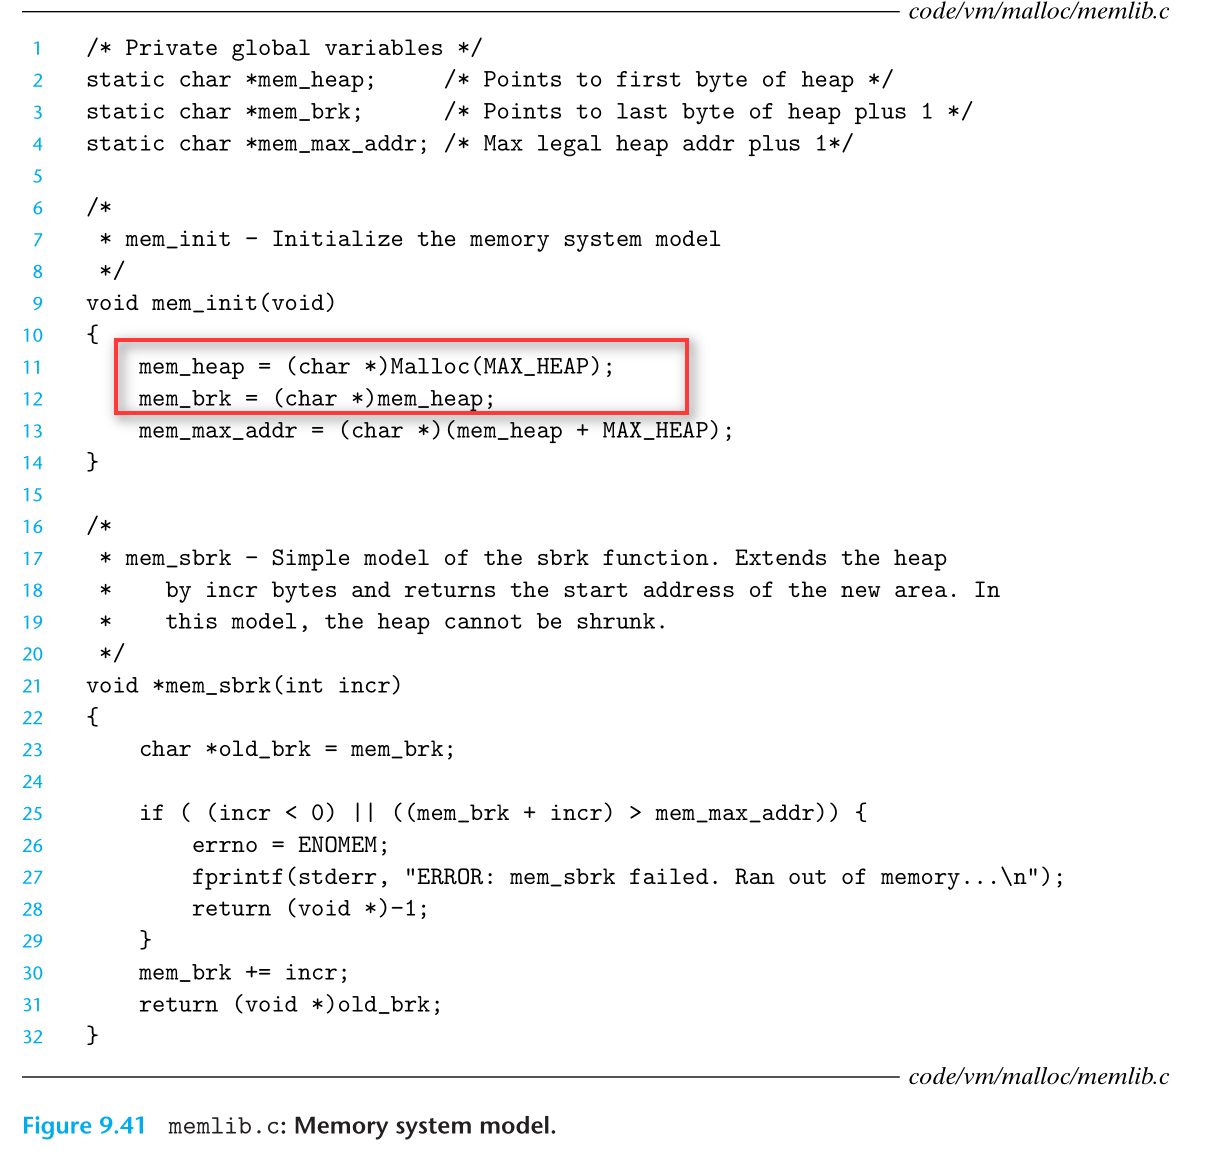 code/vm/malloc/memlib.c
1 /* Private global variables */
2 static char *mem_heap; /* Points to first byte of heap */
3 static char *mem_brk; /* Points to last byte of heap plus 1 */
4 static char *mem_max_addr; /* Max legal heap addr plus 1*/
5
6 /*
7 * mem_init - Initialize the memory system model
8 */
9 void mem_init(void)
10 {
11 mem_heap = (char *)Malloc(MAX_HEAP);
12 mem_brk = (char *)mem_heap;
13 mem_max_addr = (char *)(mem_heap + MAX_HEAP);
14 }
15
16 /*
17 * mem_sbrk - Simple model of the sbrk function. Extends the heap
18 * by incr bytes and returns the start address of the new area. In
19 * this model, the heap cannot be shrunk.
20 */
21 void *mem_sbrk(int incr)
22 {
23 char *old_brk = mem_brk;
24
25 if ( (incr < 0) || ((mem_brk + incr) > mem_max_addr)) {
26 errno = ENOMEM;
27 fprintf(stderr, "ERROR: mem_sbrk failed. Ran out of memory...\n");
28 return (void *)-1;
29 }
30 mem_brk += incr;
31 return (void *)old_brk;
32 }
code/vm/malloc/memlib.c
Figure 9.41 memlib.c: Memory system model.